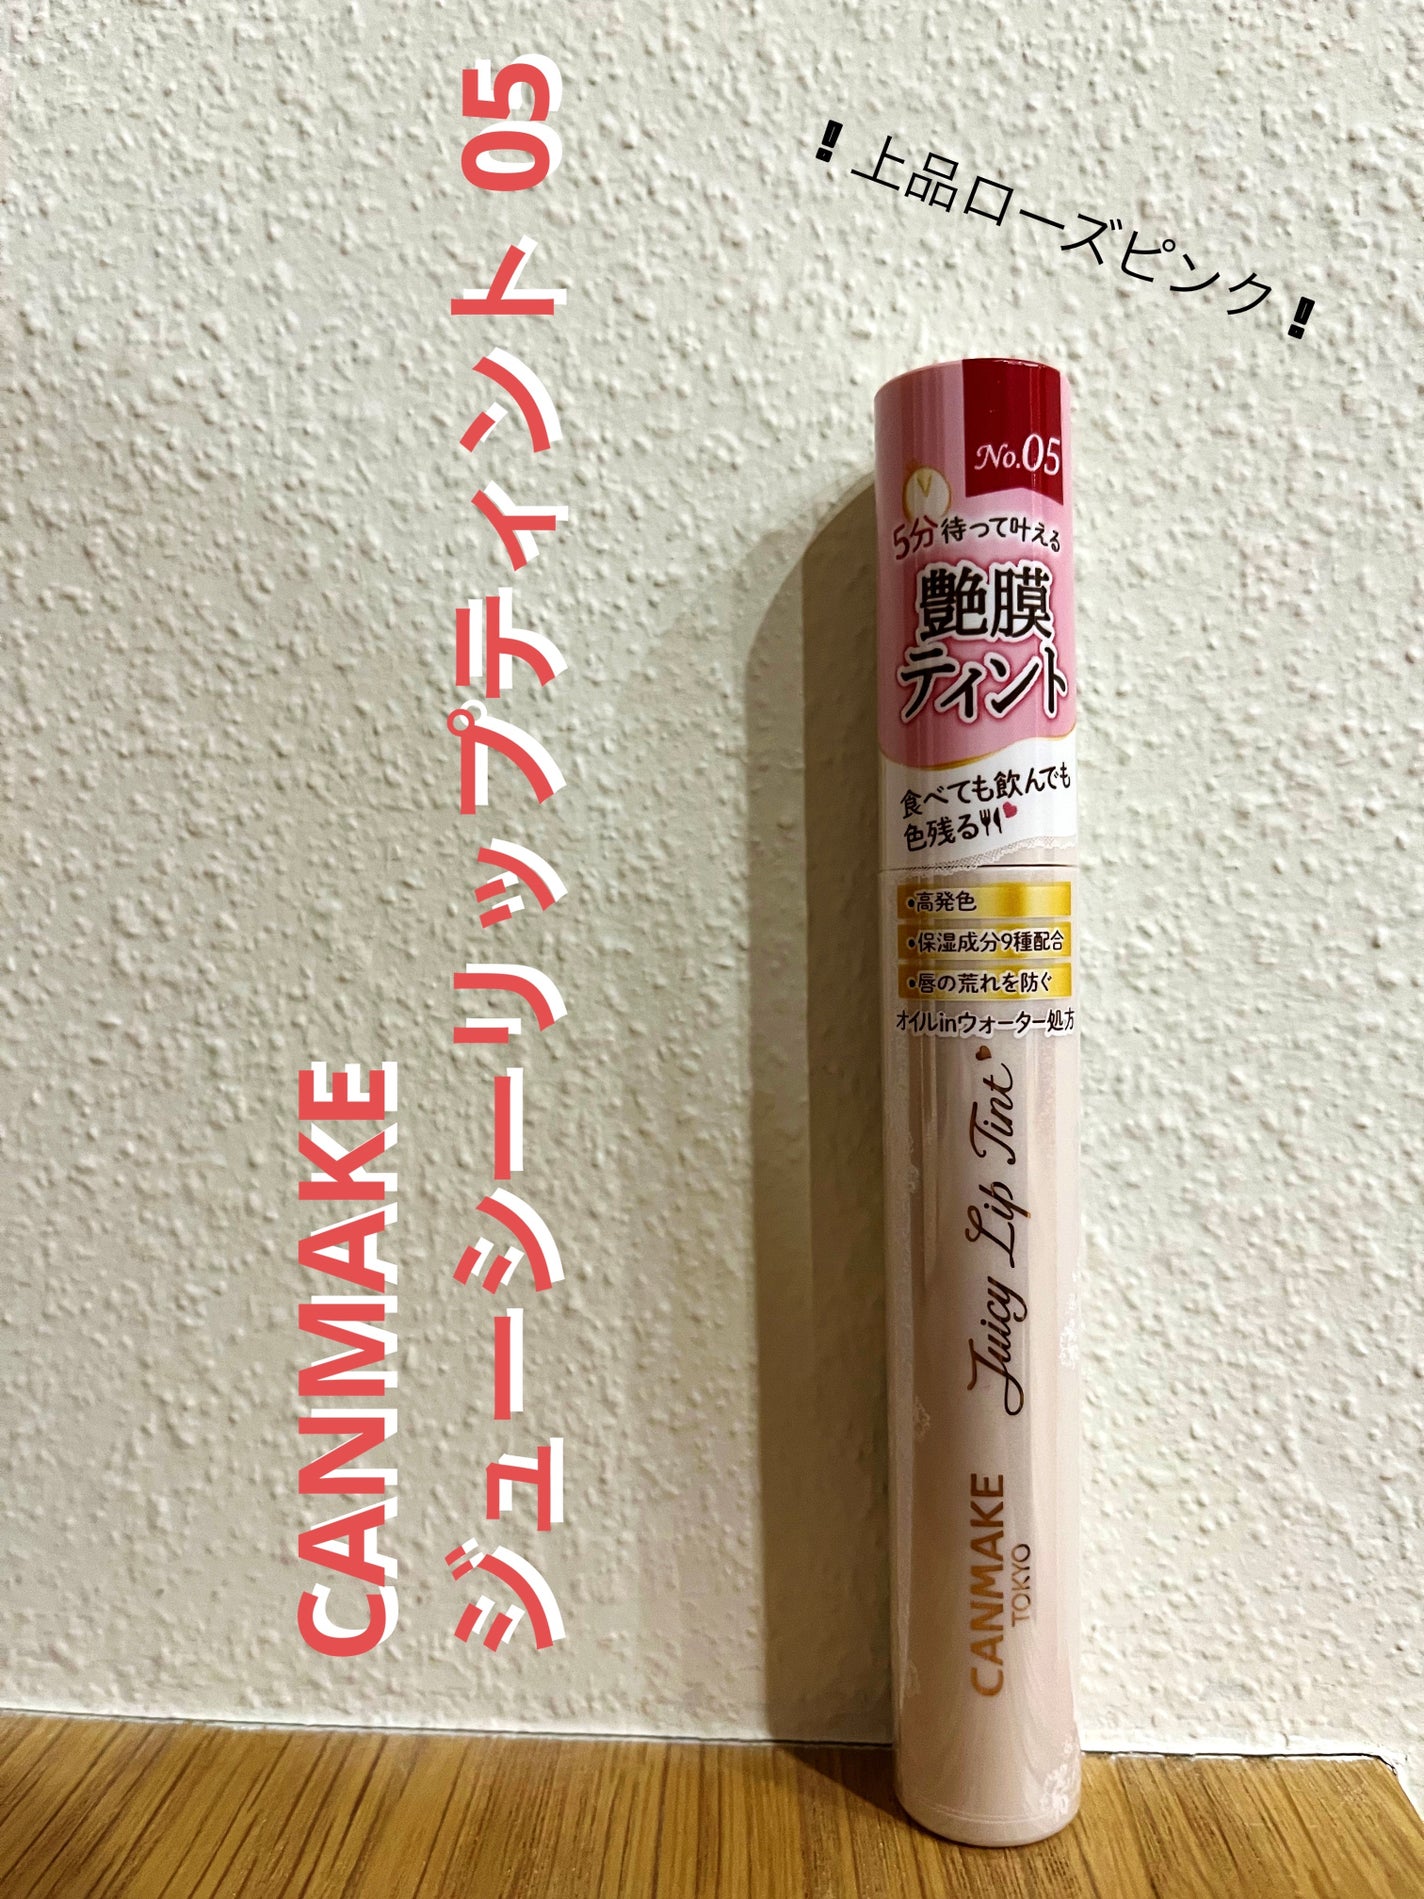 CANMAKE
ジューシーリップティント 05
!上品ローズピンク!
No.05
5分待って叶える
艶膜
ティント
食べても飲んでも
色残る
•高発色
•保湿成分9種配合
•唇の荒れを防ぐ
オイルinウォーター処方
Juicy Lip Tint
CANMAKE
TOKYO